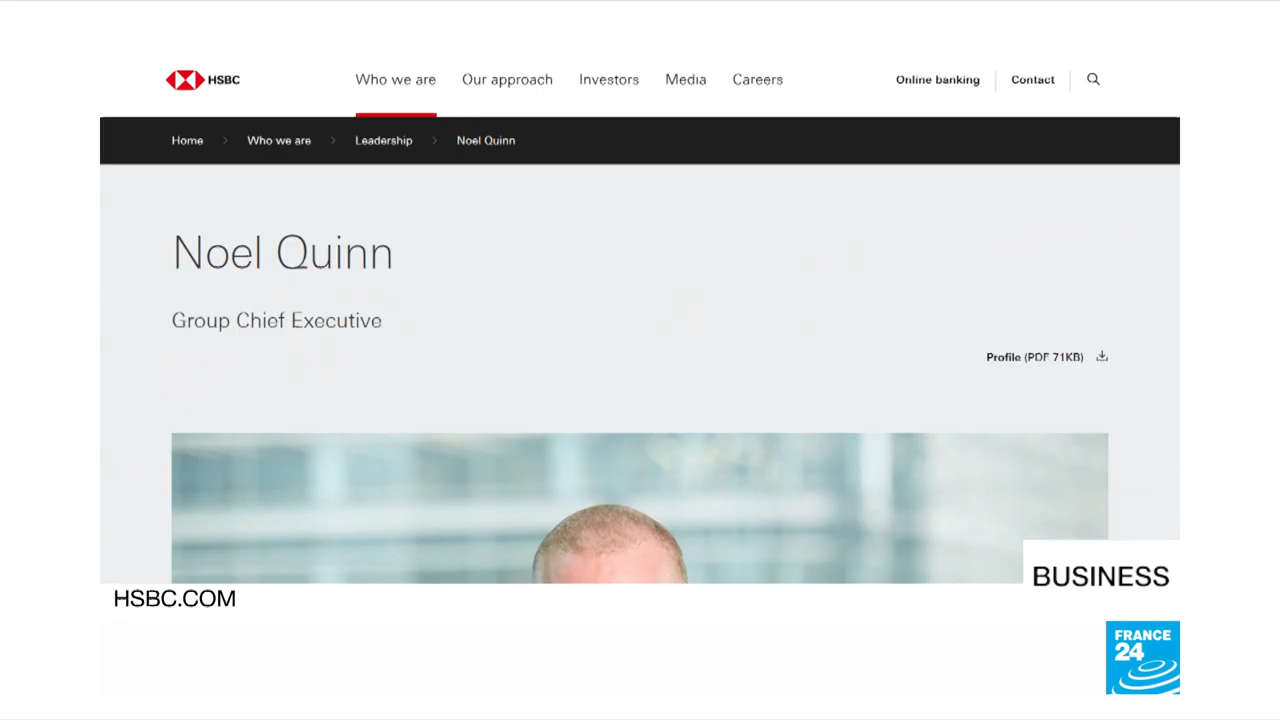 HSBC
Who we are Our approach Investors Media Careers Online banking Contact
Home Who we are Leadership Noel Quinn
Noel Quinn
Group Chief Executive
Profile (PDF 71KB)
BUSINESS
HSBC.COM
FRANCE
24